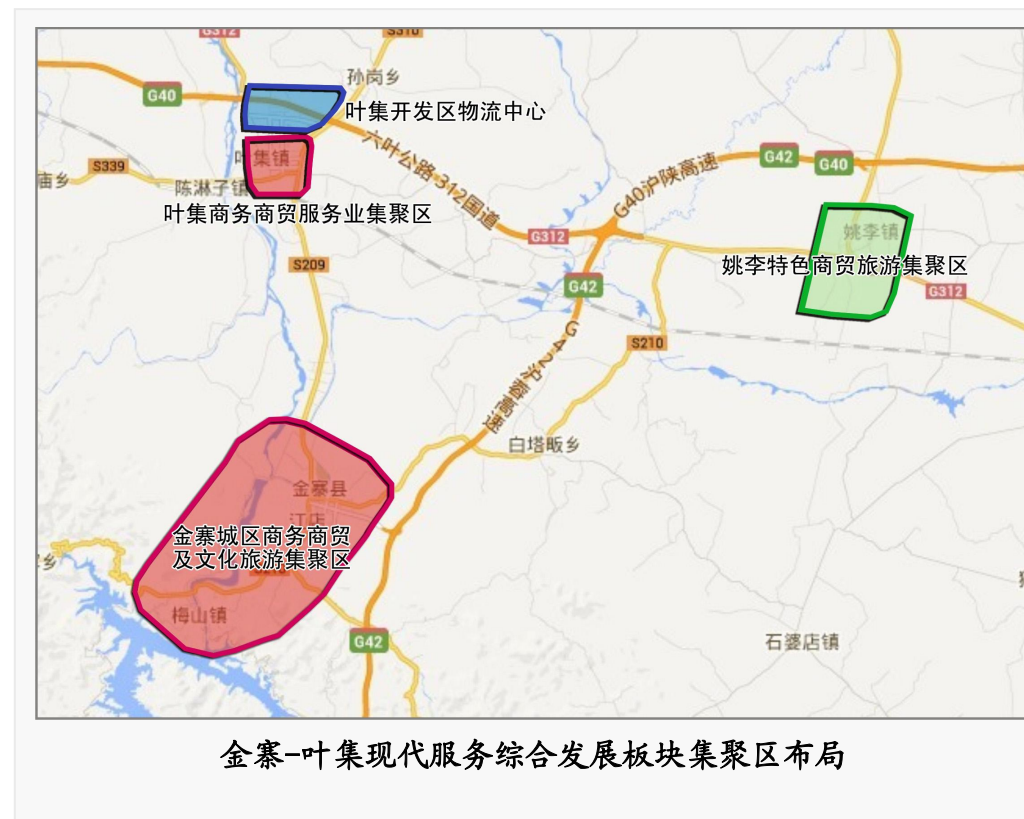 G312
S310
孙岗乡
G40
叶集开发区物流中心
六叶公路 312国道
叶集镇
S339
庙乡
陈淋子镇
叶集商务商贸服务业集聚区
G40沪陕高速
G42
G40
姚李镇
G312
姚李特色商贸旅游集聚区
S209
G42
G312
S210
G42沪蓉高速
白塔畈乡
金寨县
江店
金寨城区商务商贸
及文化旅游集聚区
乡
梅山镇
G42
石婆店镇
金寨-叶集现代服务综合发展板块集聚区布局